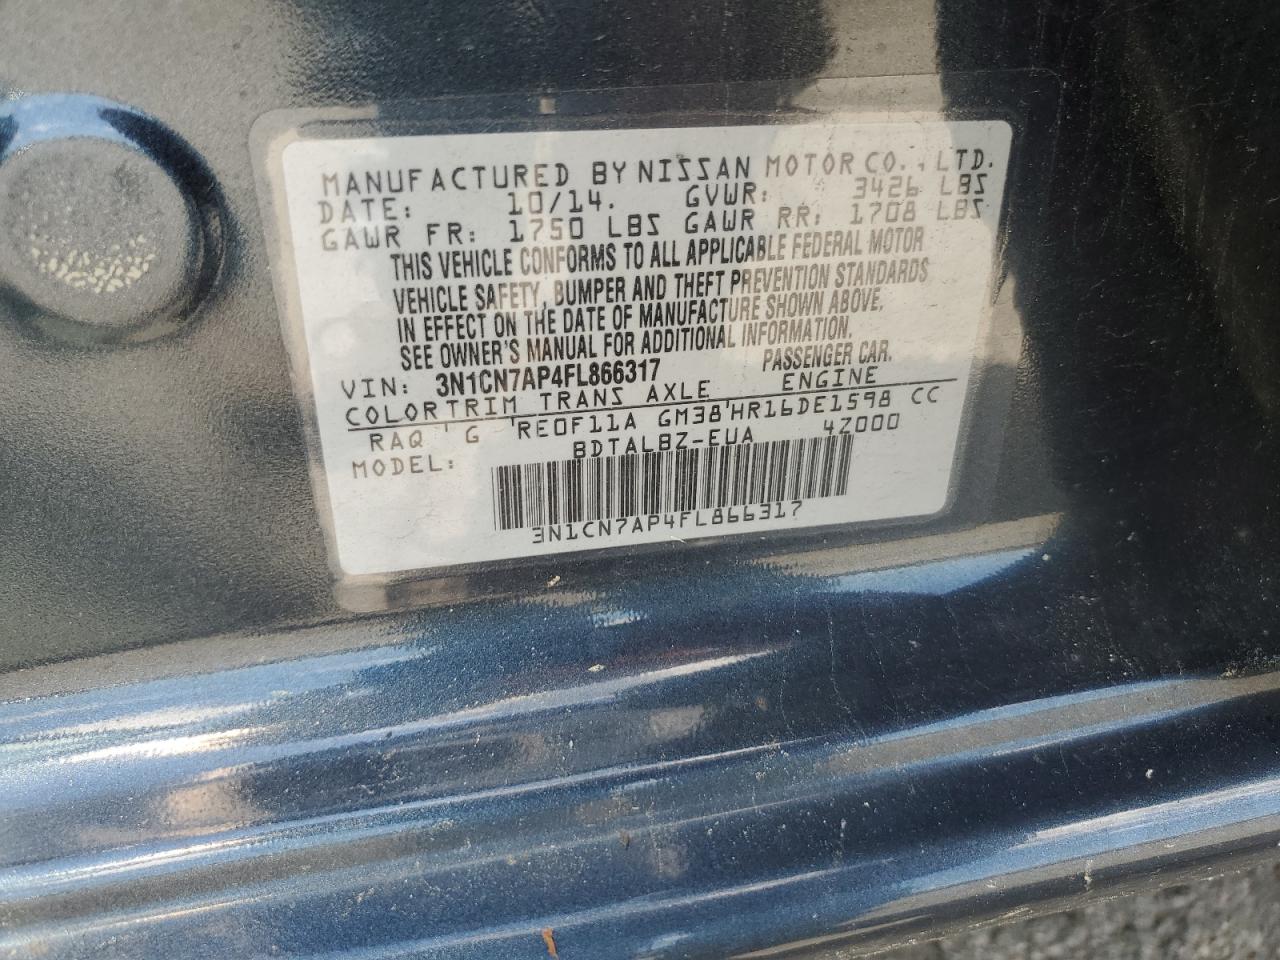 MANUFACTURED BY NISSAN MOTOR CO., LTD.
DATE: 10/14. GVWR: 3426 LBS
GAWR FR: 1750 LBS GAWR RR: 1708 LBS
THIS VEHICLE CONFORMS TO ALL APPLICABLE FEDERAL MOTOR
VEHICLE SAFETY, BUMPER AND THEFT PREVENTION STANDARDS
IN EFFECT ON THE DATE OF MANUFACTURE SHOWN ABOVE.
SEE OWNER'S MANUAL FOR ADDITIONAL INFORMATION.
VIN: 3N1CN7AP4FL866317 PASSENGER CAR.
COLOR TRIM TRANS AXLE ENGINE
RAQ ' G ' RE0F11A GM38 ' HR16DE1598 CC
MODEL: BDTALBZ-EUA 4Z000
3N1CN7AP4FL866317